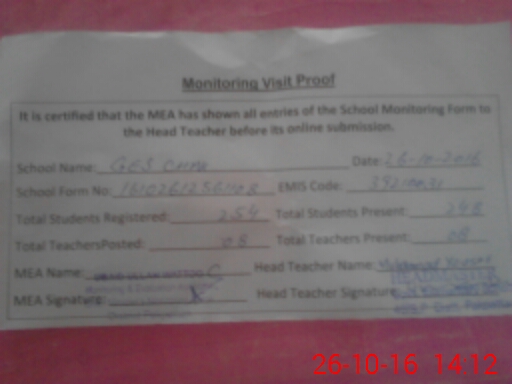 Monitoring Visit Proof
It is certified that the MEA has shown all entries of the School Monitoring Form to
the Head Teacher before its online submission.
School Name: GES Date: 26-10-2016
School Form No: EMIS Code:
Total Students Registered: 254 Total Students Present: 248
Total TeachersPosted: 08 Total Teachers Present: 08
MEA Name: Head Teacher Name:
MEA Signature: Head Teacher Signature:
26-10-16 14:12